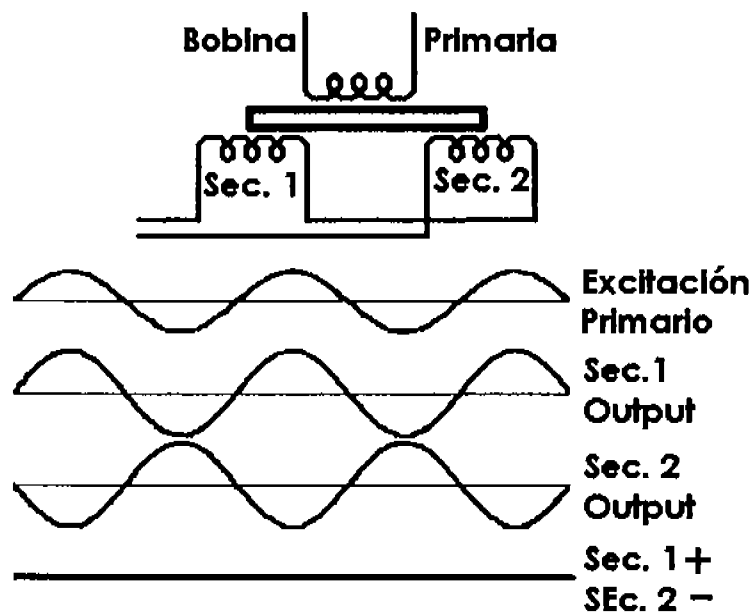 Bobina Primaria
Sec. 1 Sec. 2
Excitación
Primario
Sec.1
Output
Sec. 2
Output
Sec. 1+
SEc. 2 −